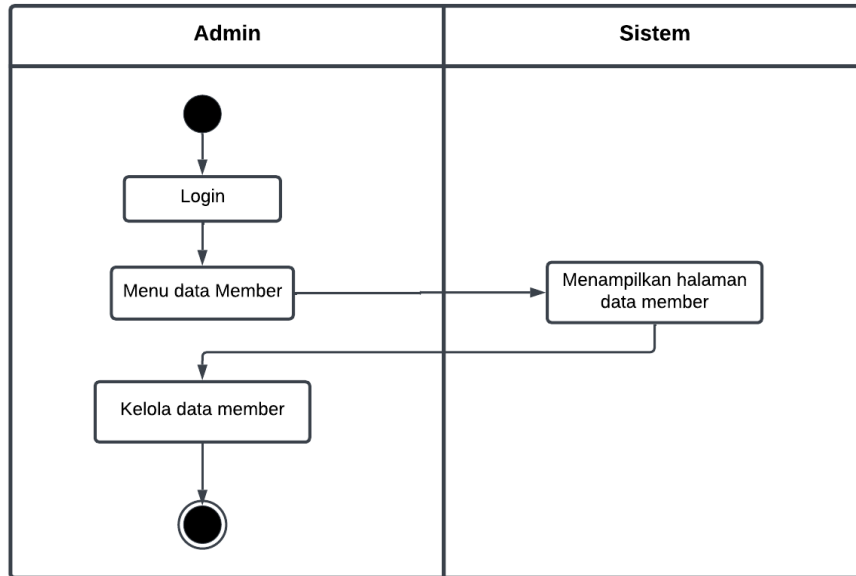 Admin
Sistem
Login
Menu data Member
Menampilkan halaman
data member
Kelola data member